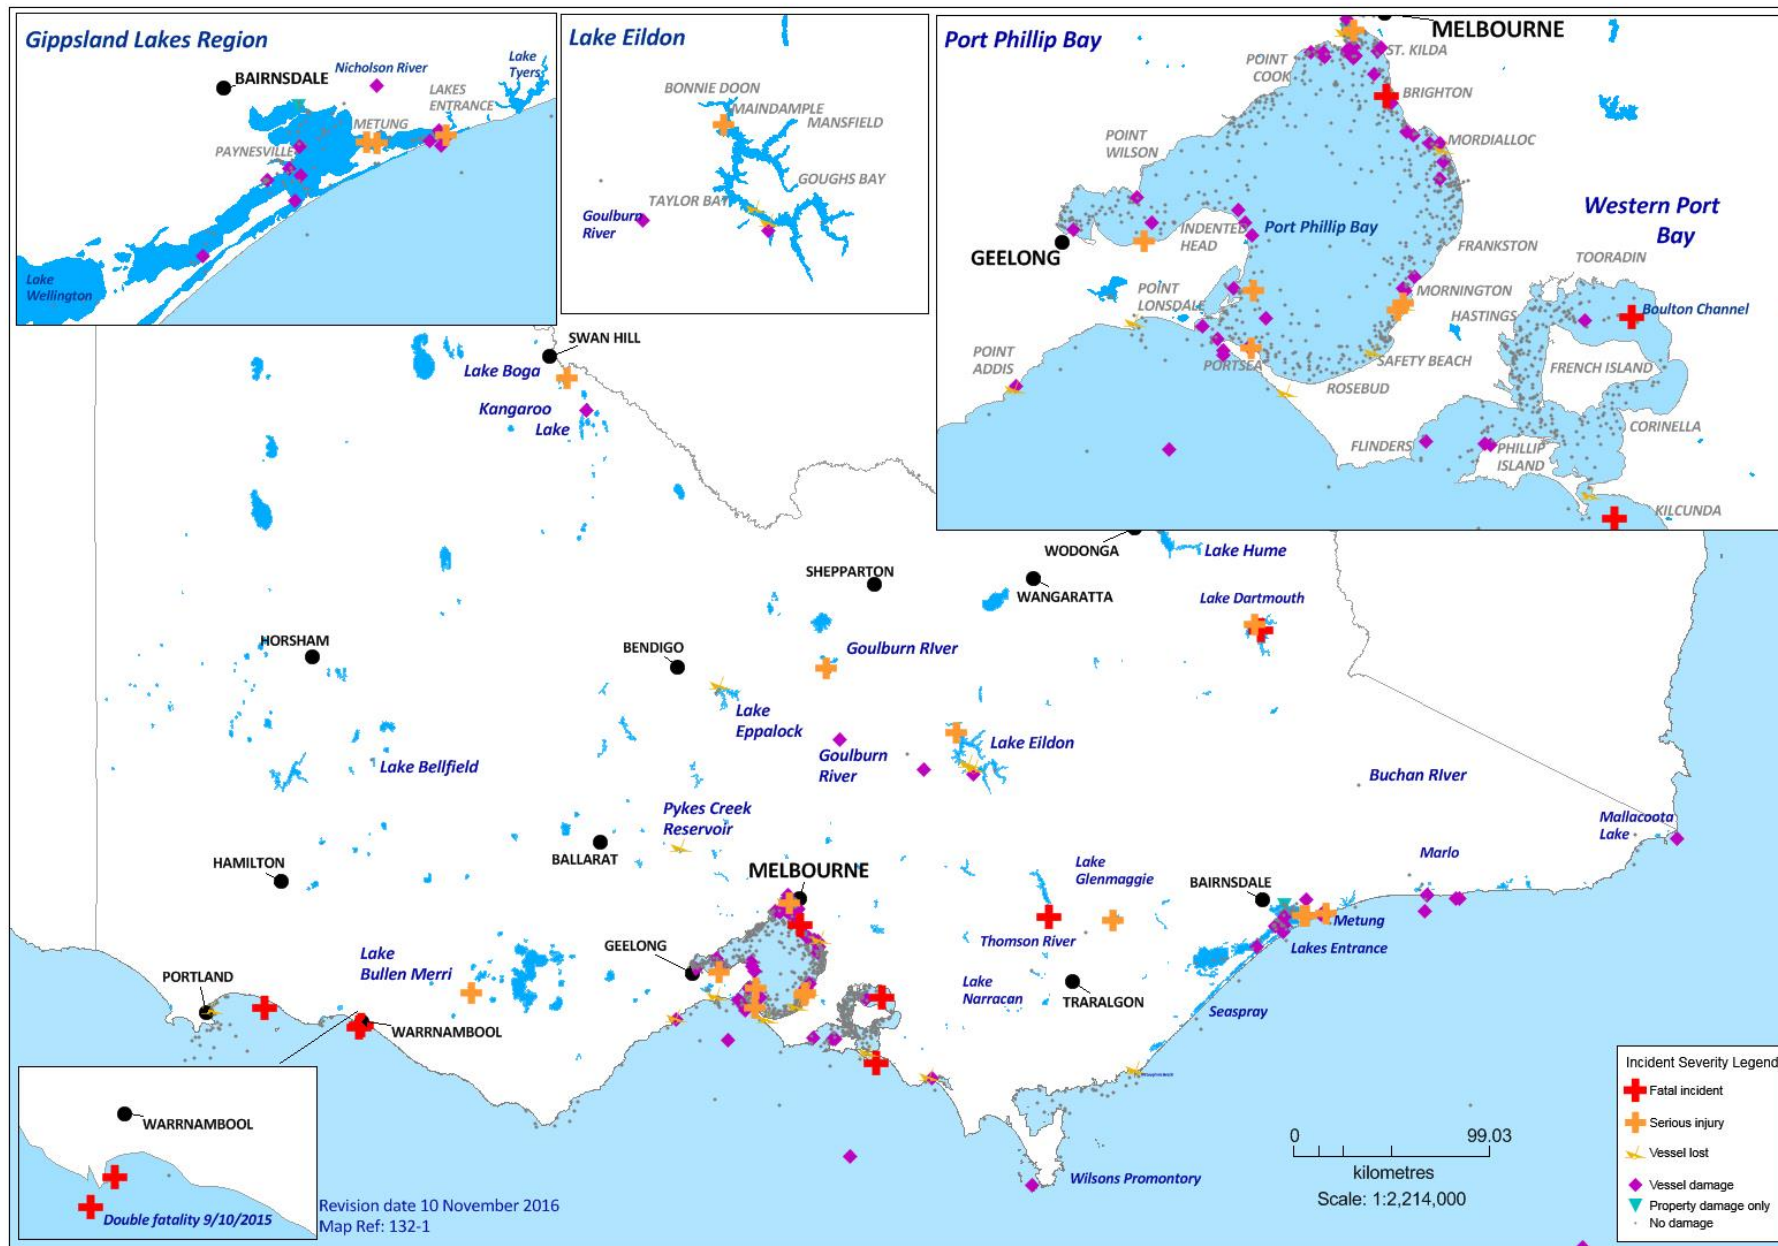 Gippsland Lakes Region
BAIRNSDALE
Nicholson River
Lake
Tyers
LAKES
ENTRANCE
METUNG
PAYNESVILLE
Lake
Wellington
Lake Eildon
BONNIE DOON
MAINDAMPLE
MANSFIELD
GOUGHS BAY
TAYLOR BAY
Goulburn
River
Port Phillip Bay
MELBOURNE
ST. KILDA
POINT
COOK
BRIGHTON
MORDIALLOC
POINT
WILSON
INDENTED
HEAD
Port Phillip Bay
GEELONG
FRANKSTON
Western Port
Bay
TOORADIN
POINT
LONSDALE
MORNINGTON
HASTINGS
Boulton Channel
POINT
ADDIS
PORTSEA
SAFETY BEACH
ROSEBUD
FRENCH ISLAND
CORINELLA
FLINDERS
PHILLIP
ISLAND
KILCUNDA
SWAN HILL
Lake Boga
Kangaroo
Lake
WODONGA
Lake Hume
SHEPPARTON
WANGARATTA
Lake Dartmouth
HORSHAM
BENDIGO
Goulburn RIver
Lake
Eppalock
Goulburn
River
Lake Eildon
Lake Bellfield
Buchan RIver
Pykes Creek
Reservoir
Mallacoota
Lake
HAMILTON
BALLARAT
MELBOURNE
Lake
Glenmaggie
Marlo
BAIRNSDALE
Metung
Lakes Entrance
Thomson River
Lake
Bullen Merri
GEELONG
PORTLAND
WARRNAMBOOL
Lake
Narracan
TRARALGON
Seaspray
WARRNAMBOOL
Double fatality 9/10/2015
Revision date 10 November 2016
Map Ref: 132-1
Wilsons Promontory
0 99.03
kilometres
Scale: 1:2,214,000
Incident Severity Legend
Fatal incident
Serious injury
Vessel lost
Vessel damage
Property damage only
No damage